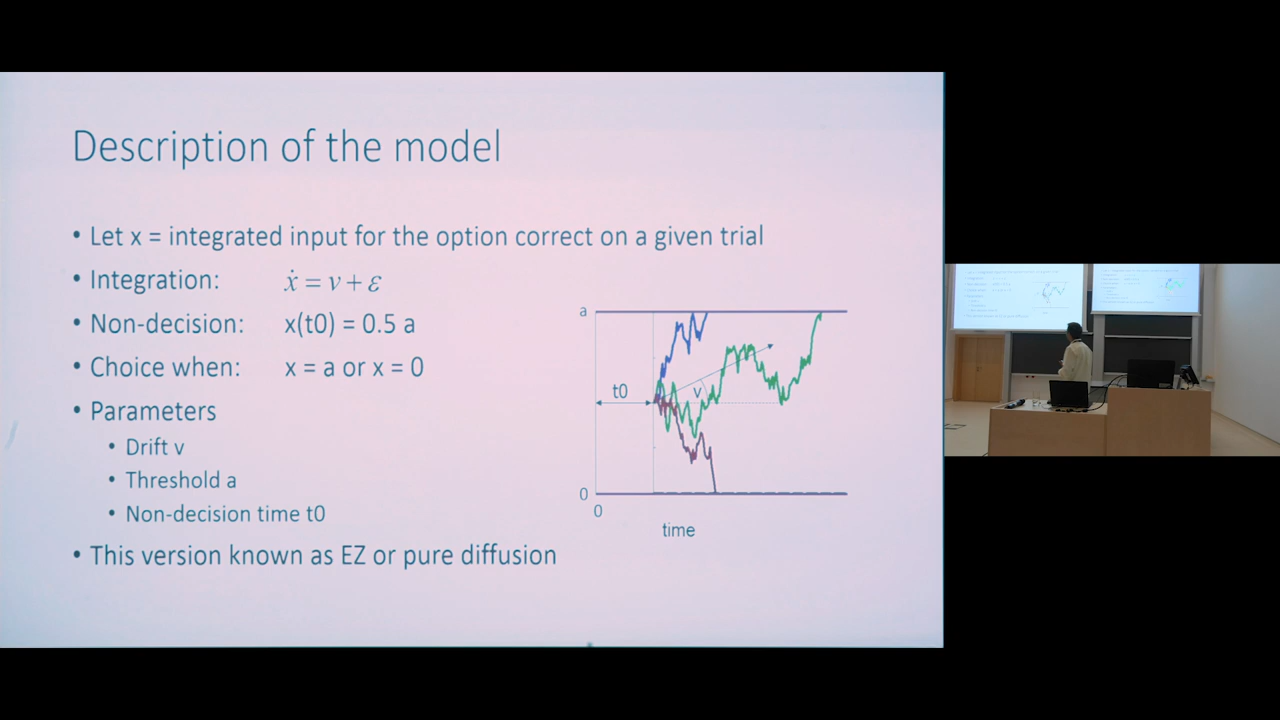 Description of the model
• Let x = integrated input for the option correct on a given trial
• Integration: ẋ = v + ε
• Non-decision: x(t0) = 0.5 a
• Choice when: x = a or x = 0
• Parameters
• Drift v
• Threshold a
• Non-decision time t0
• This version known as EZ or pure diffusion
a
t0
v
0
0
time